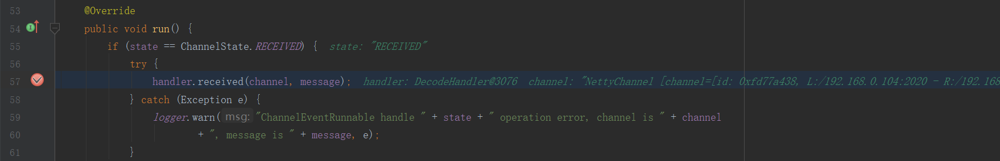 53 @Override
54 public void run() {
55 if (state == ChannelState.RECEIVED) { state: "RECEIVED"
56 try {
57 handler.received(channel, message); handler: DecodeHandler@3076 channel: "NettyChannel [channel=[id: 0xfd77a438, L:/192.168.0.104:2020 - R:/192.168
58 } catch (Exception e) {
59 logger.warn( msg: "ChannelEventRunnable handle " + state + " operation error, channel is " + channel
60 + ", message is " + message, e);
61 }